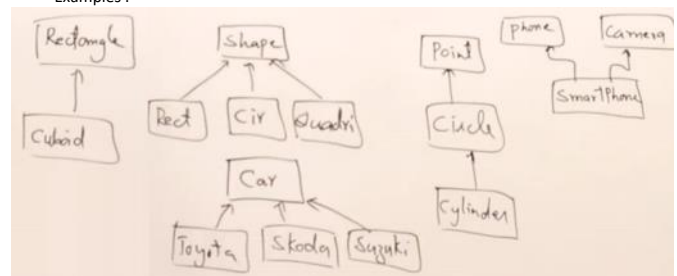 Examples :
Rectangle
Cuboid
Shape
Rect
Cir
Quadri
Car
Toyota
Skoda
Suzuki
Point
Circle
Cylinder
phone
Camera
SmartPhone